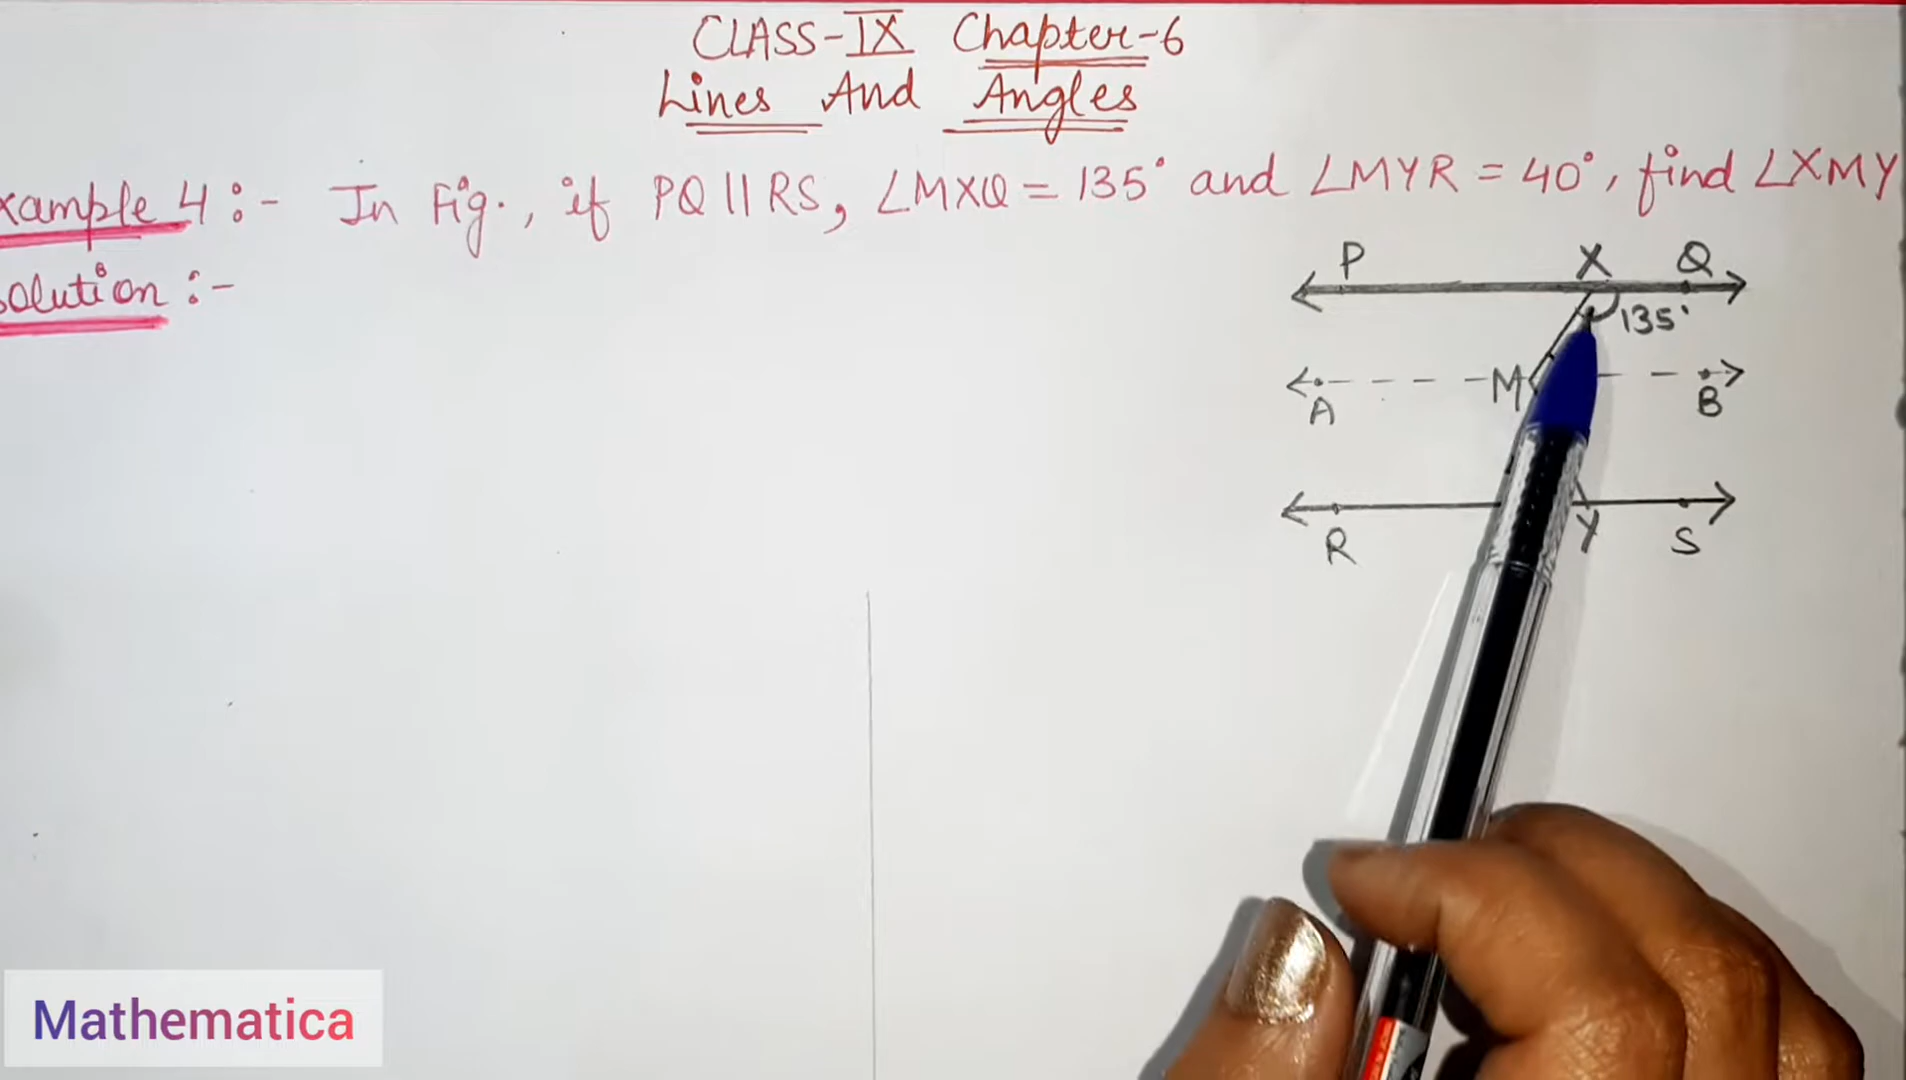 CLASS-IX Chapter-6
Lines And Angles
xample 4:- In Fig., if PQ || RS, ∠MXQ = 135° and ∠MYR = 40°, find ∠XMY
solution :-
P X Q
135°
M
A B
R Y S
Mathematica